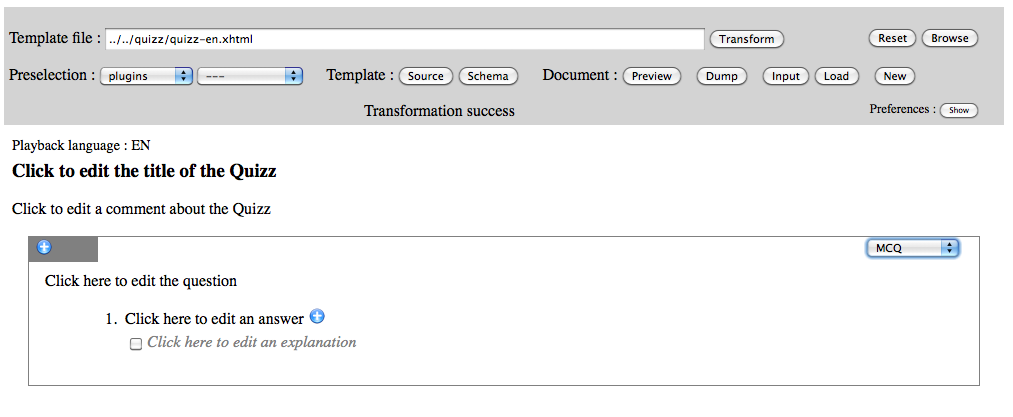 Template file : ../../quizz/quizz-en.xhtml Transform Reset Browse
Preselection : plugins --- Template : Source Schema Document : Preview Dump Input Load New
Transformation success Preferences : Show
Playback language : EN
Click to edit the title of the Quizz
Click to edit a comment about the Quizz
MCQ
Click here to edit the question
1. Click here to edit an answer
Click here to edit an explanation